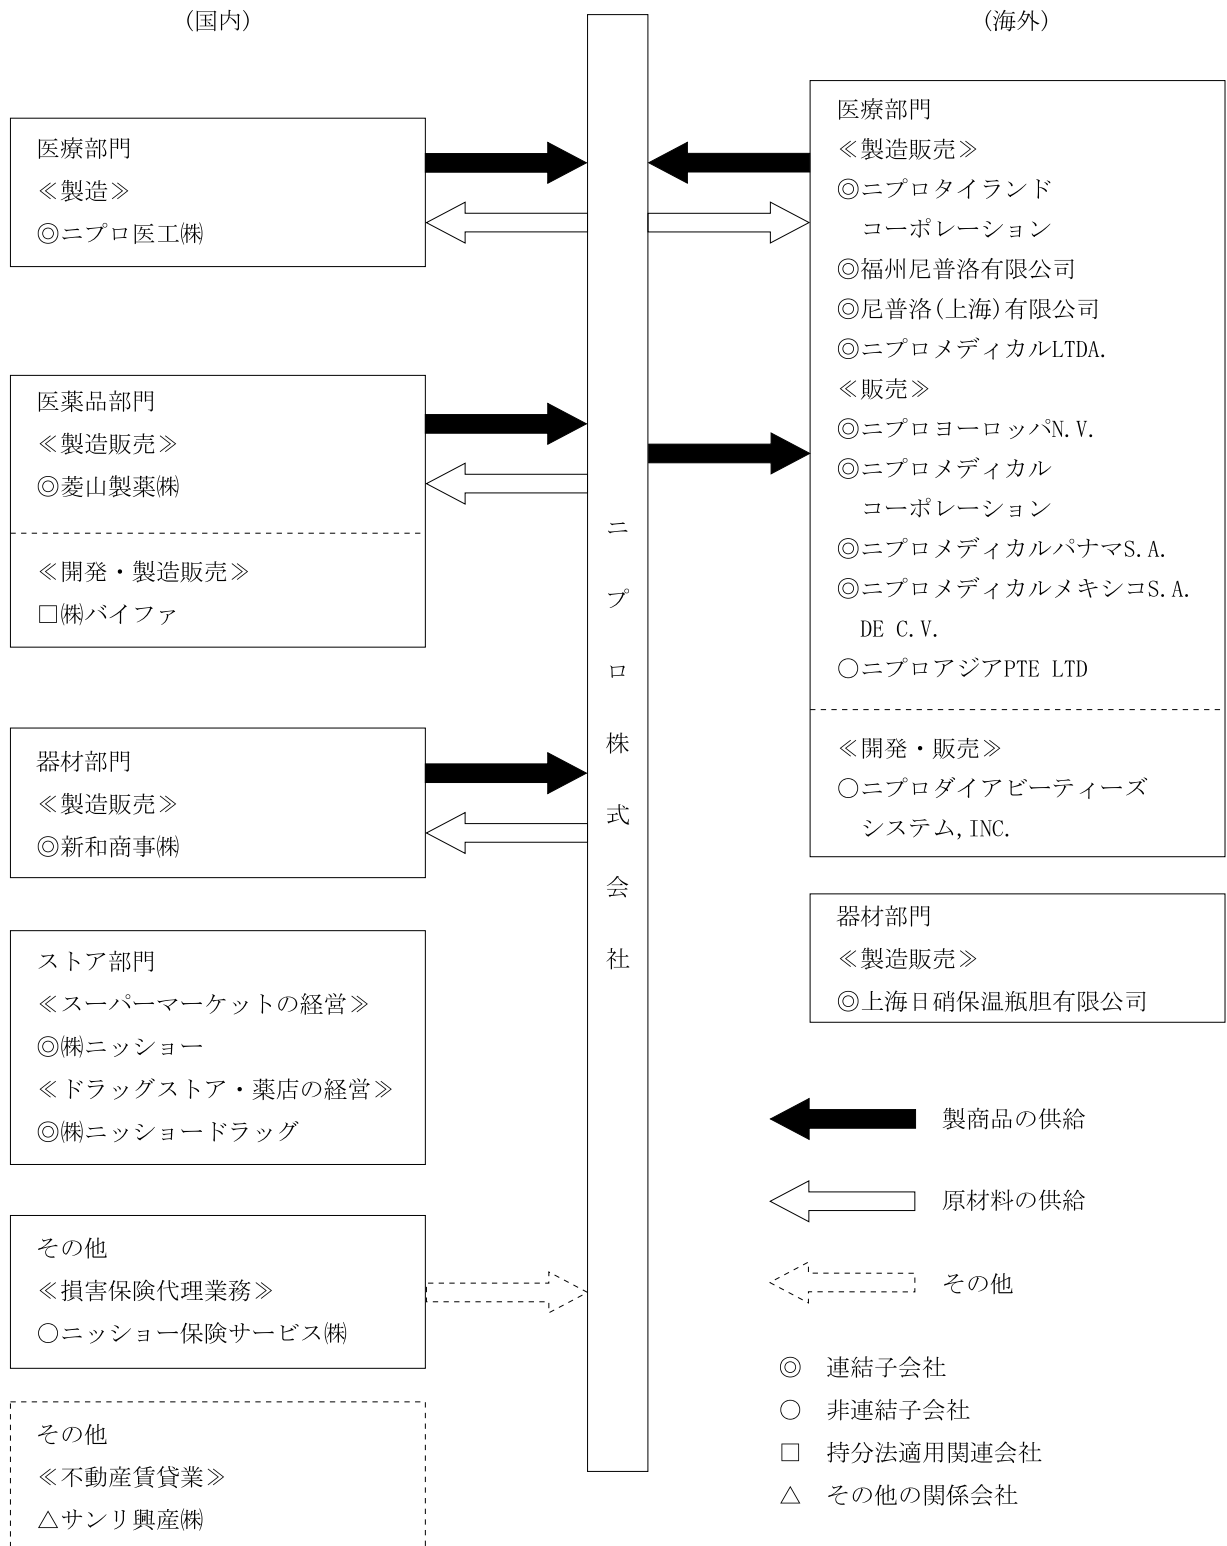 (国内)
医療部門
≪製造≫
◎ニプロ医工㈱
医薬品部門
≪製造販売≫
◎菱山製薬㈱
≪開発・製造販売≫
□㈱バイファ
器材部門
≪製造販売≫
◎新和商事㈱
ストア部門
≪スーパーマーケットの経営≫
◎㈱ニッショー
≪ドラッグストア・薬店の経営≫
◎㈱ニッショードラッグ
その他
≪損害保険代理業務≫
○ニッショー保険サービス㈱
その他
≪不動産賃貸業≫
△サンリ興産㈱
ニプロ株式会社
(海外)
医療部門
≪製造販売≫
◎ニプロタイランド
コーポレーション
◎福州尼普洛有限公司
◎尼普洛(上海)有限公司
◎ニプロメディカルLTDA.
≪販売≫
◎ニプロヨーロッパN.V.
◎ニプロメディカル
コーポレーション
◎ニプロメディカルパナマS.A.
◎ニプロメディカルメキシコS.A.
DE C.V.
○ニプロアジアPTE LTD
≪開発・販売≫
○ニプロダイアビーティーズ
システム,INC.
器材部門
≪製造販売≫
◎上海日硝保温瓶胆有限公司
製商品の供給
原材料の供給
その他
◎ 連結子会社
○ 非連結子会社
□ 持分法適用関連会社
△ その他の関係会社